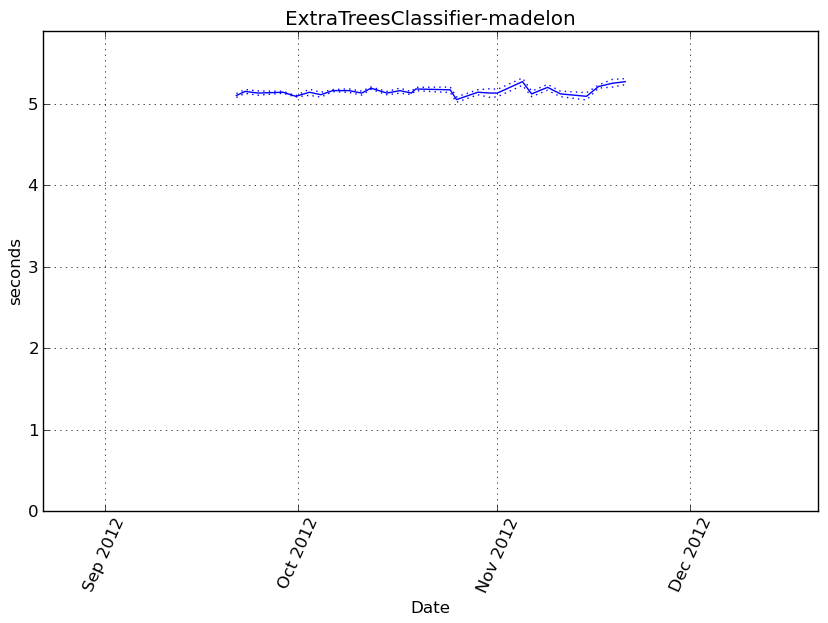 ExtraTreesClassifier-madelon
5
4
3
2
1
0
seconds
Sep 2012
Oct 2012
Nov 2012
Dec 2012
Date